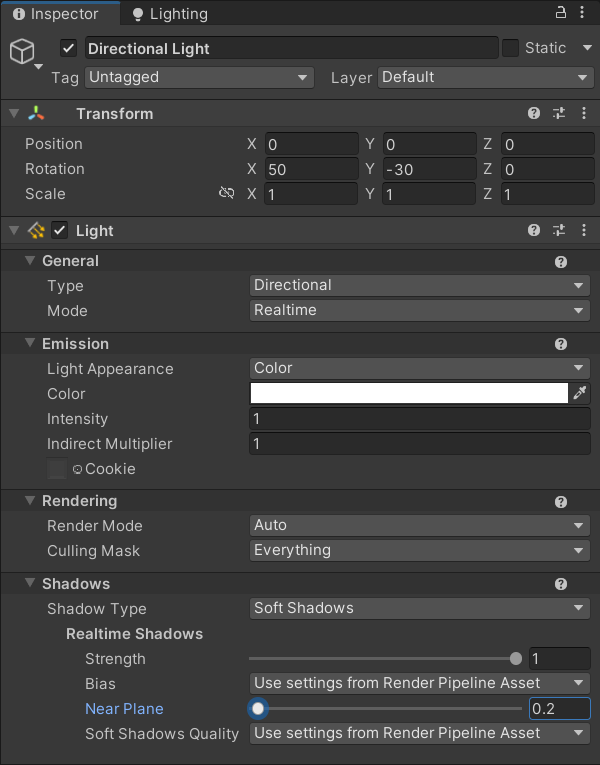 Inspector Lighting
Directional Light Static
Tag Untagged Layer Default
Transform
Position X 0 Y 0 Z 0
Rotation X 50 Y -30 Z 0
Scale X 1 Y 1 Z 1
Light
General
Type Directional
Mode Realtime
Emission
Light Appearance Color
Color
Intensity 1
Indirect Multiplier 1
Cookie
Rendering
Render Mode Auto
Culling Mask Everything
Shadows
Shadow Type Soft Shadows
Realtime Shadows
Strength 1
Bias Use settings from Render Pipeline Asset
Near Plane 0.2
Soft Shadows Quality Use settings from Render Pipeline Asset